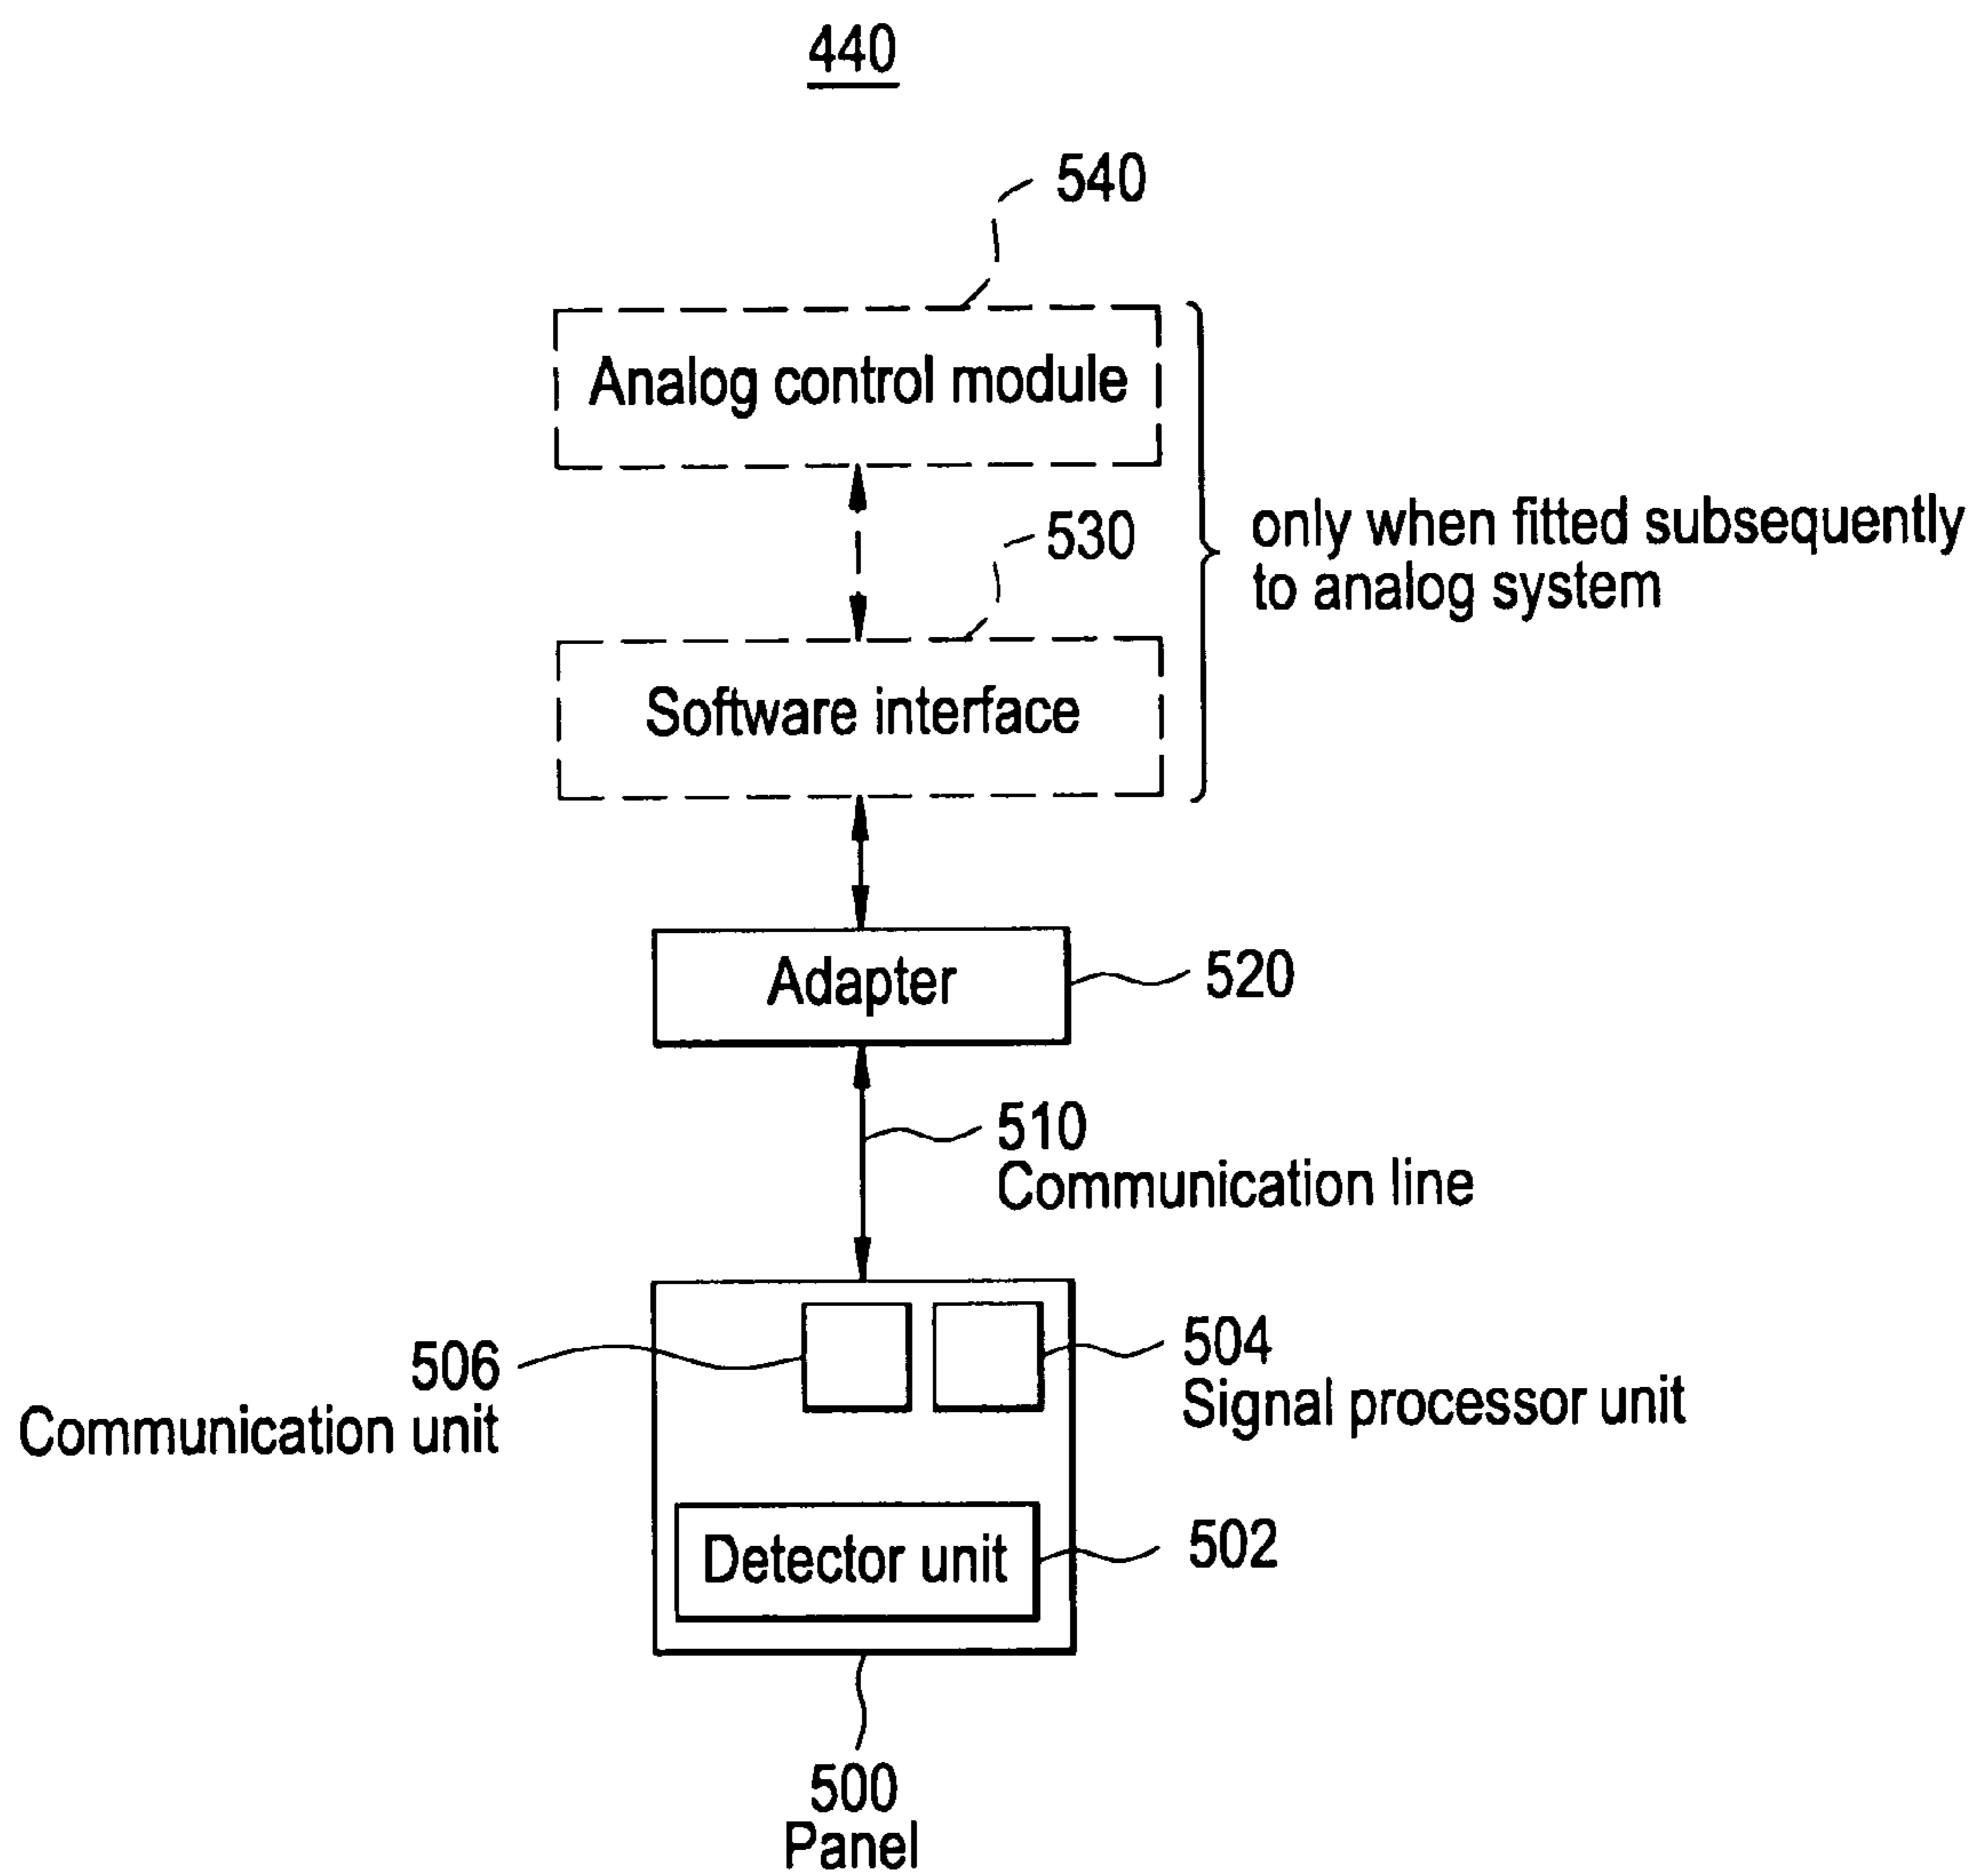 440
540
Analog control module
530
only when fitted subsequently
to analog system
Software interface
Adapter
520
510
Communication line
506
Communication unit
504
Signal processor unit
Detector unit
502
500
Panel